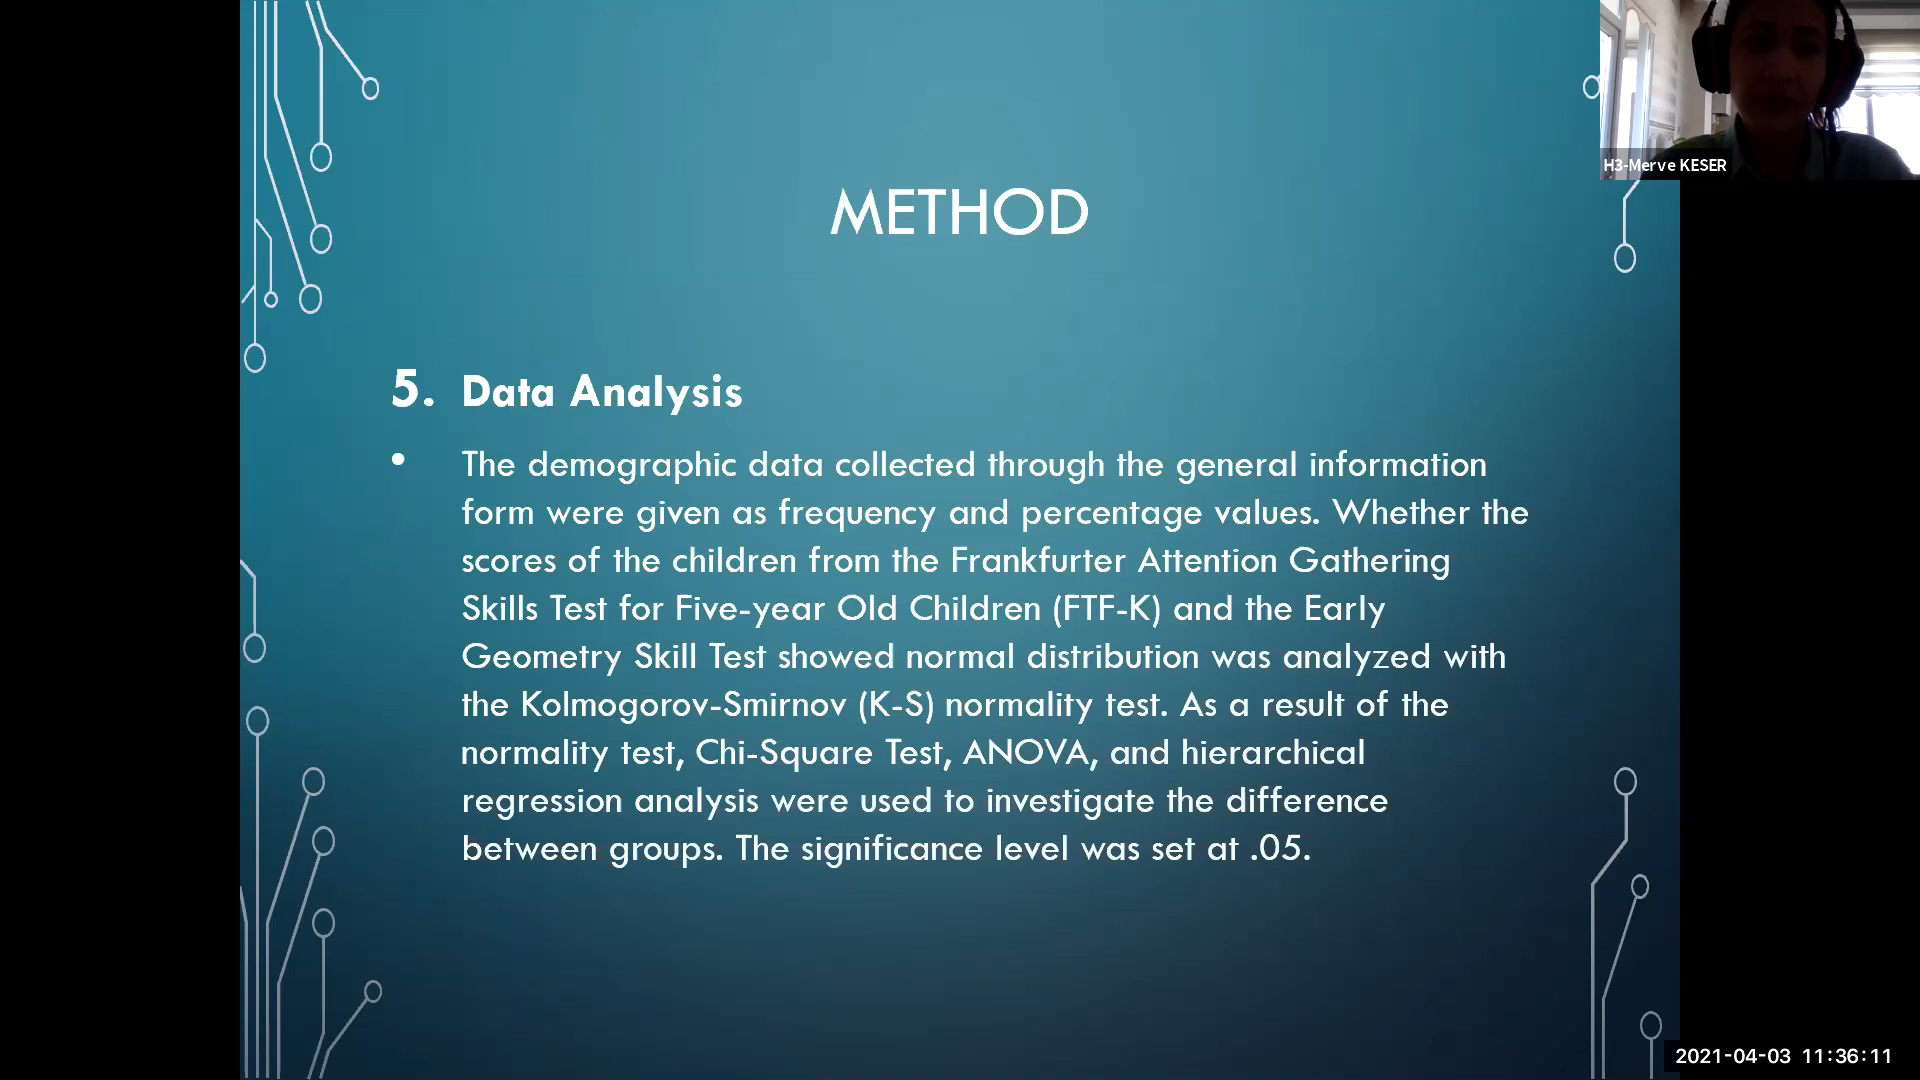 H3-Merve KESER
METHOD
5. Data Analysis
• The demographic data collected through the general information
form were given as frequency and percentage values. Whether the
scores of the children from the Frankfurter Attention Gathering
Skills Test for Five-year Old Children (FTF-K) and the Early
Geometry Skill Test showed normal distribution was analyzed with
the Kolmogorov-Smirnov (K-S) normality test. As a result of the
normality test, Chi-Square Test, ANOVA, and hierarchical
regression analysis were used to investigate the difference
between groups. The significance level was set at .05.
2021-04-03 11:36:11